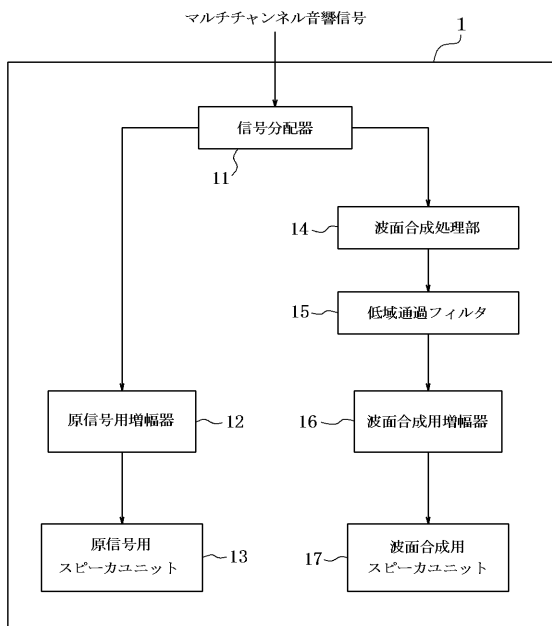 マルチチャンネル音響信号
1
信号分配器
11
14
波面合成処理部
15
低域通過フィルタ
原信号用増幅器
12
16
波面合成用増幅器
原信号用
スピーカユニット
13
17
波面合成用
スピーカユニット